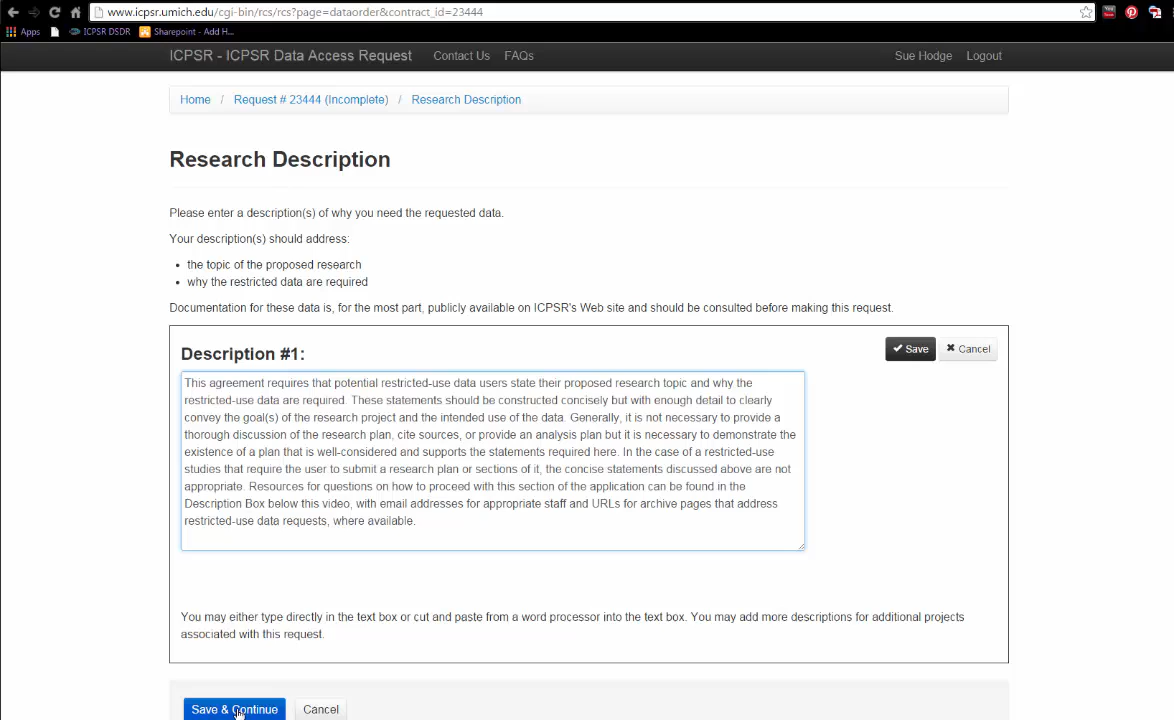 www.icpsr.umich.edu/cgi-bin/rcs/rcs?page=dataorder&contract_id=23444
Apps ICPSR DSDR Sharepoint - Add H...
ICPSR - ICPSR Data Access Request Contact Us FAQs Sue Hodge Logout
Home / Request # 23444 (Incomplete) / Research Description
Research Description
Please enter a description(s) of why you need the requested data.
Your description(s) should address:
• the topic of the proposed research
• why the restricted data are required
Documentation for these data is, for the most part, publicly available on ICPSR's Web site and should be consulted before making this request.
Description #1:
Save Cancel
This agreement requires that potential restricted-use data users state their proposed research topic and why the
restricted-use data are required. These statements should be constructed concisely but with enough detail to clearly
convey the goal(s) of the research project and the intended use of the data. Generally, it is not necessary to provide a
thorough discussion of the research plan, cite sources, or provide an analysis plan but it is necessary to demonstrate the
existence of a plan that is well-considered and supports the statements required here. In the case of a restricted-use
studies that require the user to submit a research plan or sections of it, the concise statements discussed above are not
appropriate. Resources for questions on how to proceed with this section of the application can be found in the
Description Box below this video, with email addresses for appropriate staff and URLs for archive pages that address
restricted-use data requests, where available.
You may either type directly in the text box or cut and paste from a word processor into the text box. You may add more descriptions for additional projects
associated with this request.
Save & Continue Cancel